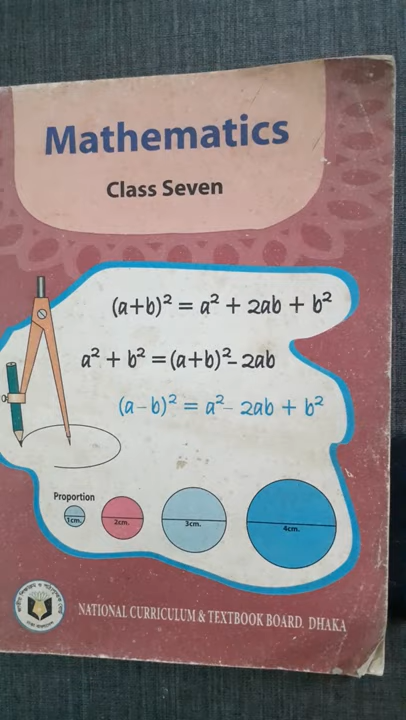 Mathematics
Class Seven
(a+b)² = a² + 2ab + b²
a² + b² = (a+b)² - 2ab
(a-b)² = a² - 2ab + b²
Proportion
1cm.
2cm.
3cm.
4cm.
NATIONAL CURRICULUM & TEXTBOOK BOARD, DHAKA